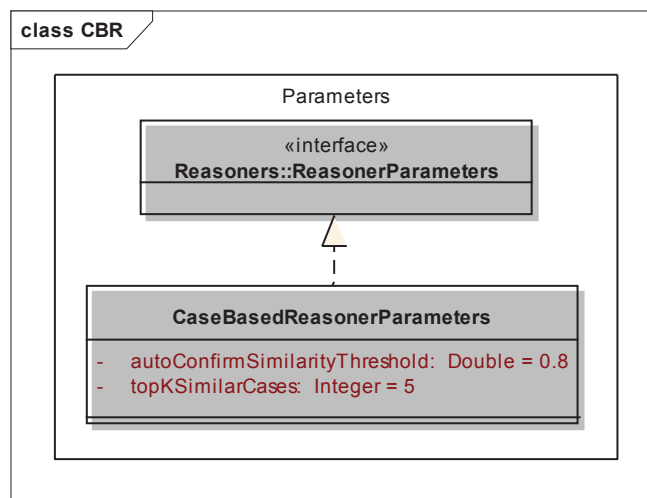 class CBR
Parameters
«interface»
Reasoners::ReasonerParameters
CaseBasedReasonerParameters
- autoConfirmSimilarityThreshold: Double = 0.8
- topKSimilarCases: Integer = 5